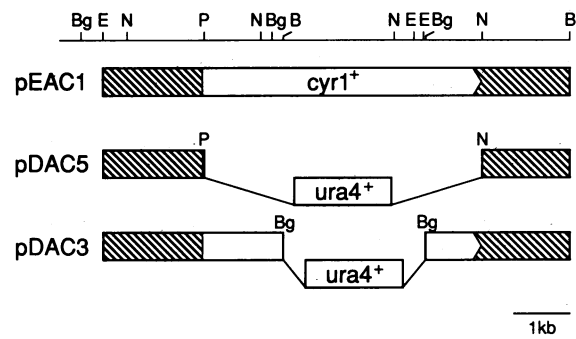 Bg E N P N Bg B N E E Bg N B
pEAC1 cyr1+
P N
pDAC5 ura4+
Bg Bg
pDAC3 ura4+
1kb